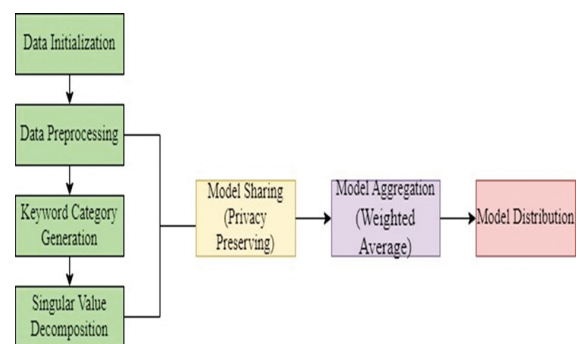 Data Initialization
Data Preprocessing
Keyword Category
Generation
Singular Value
Decomposition
Model Sharing
(Privacy
Preserving)
Model Aggregation
(Weighted
Average)
Model Distribution